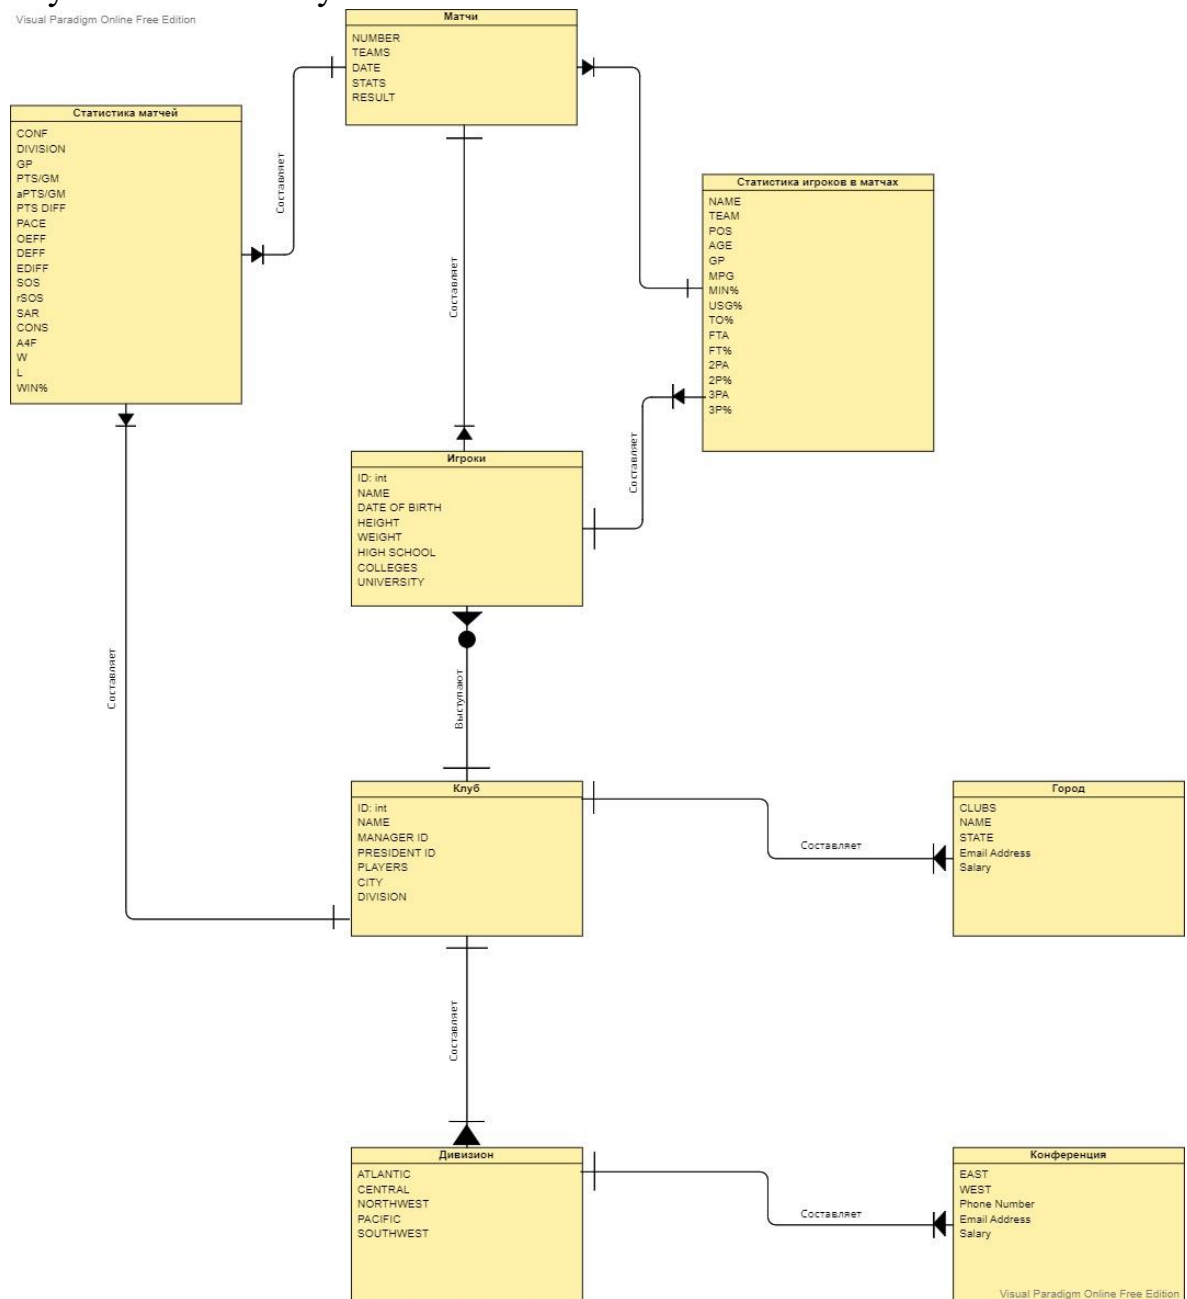 Visual Paradigm Online Free Edition
Матчи
NUMBER
TEAMS
DATE
STATS
RESULT
Статистика матчей
CONF
DIVISION
GP
PTS/GM
aPTS/GM
PTS DIFF
PACE
OEFF
DEFF
EDIFF
SOS
rSOS
SAR
CONS
A4F
W
L
WIN%
Составляет
Составляет
Статистика игроков в матчах
NAME
TEAM
POS
AGE
GP
MPG
MIN%
USG%
TO%
FTA
FT%
2PA
2P%
3PA
3P%
Составляет
Игроки
ID: int
NAME
DATE OF BIRTH
HEIGHT
WEIGHT
HIGH SCHOOL
COLLEGES
UNIVERSITY
Составляет
Выступают
Клуб
ID: int
NAME
MANAGER ID
PRESIDENT ID
PLAYERS
CITY
DIVISION
Составляет
Город
CLUBS
NAME
STATE
Email Address
Salary
Составляет
Дивизион
ATLANTIC
CENTRAL
NORTHWEST
PACIFIC
SOUTHWEST
Составляет
Конференция
EAST
WEST
Phone Number
Email Address
Salary
Visual Paradigm Online Free Edition